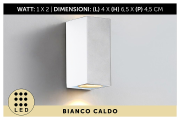 WATT: 1 X 2 | DIMENSIONI: (L) 4 X (H) 6,5 X (P) 4,5 CM
LED
BIANCO CALDO